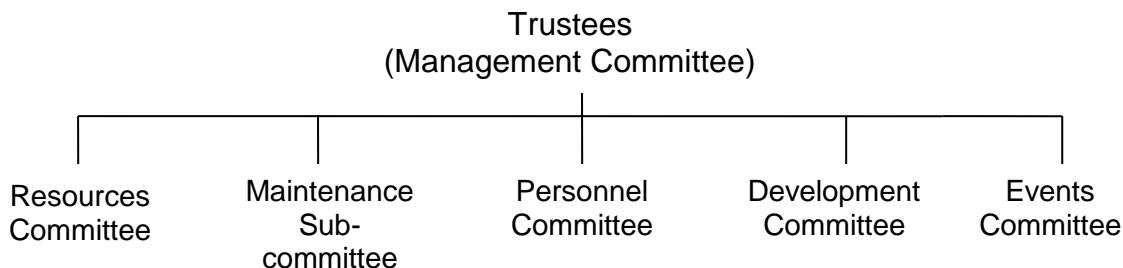 Trustees
(Management Committee)
Resources
Committee
Maintenance
Sub-
committee
Personnel
Committee
Development
Committee
Events
Committee